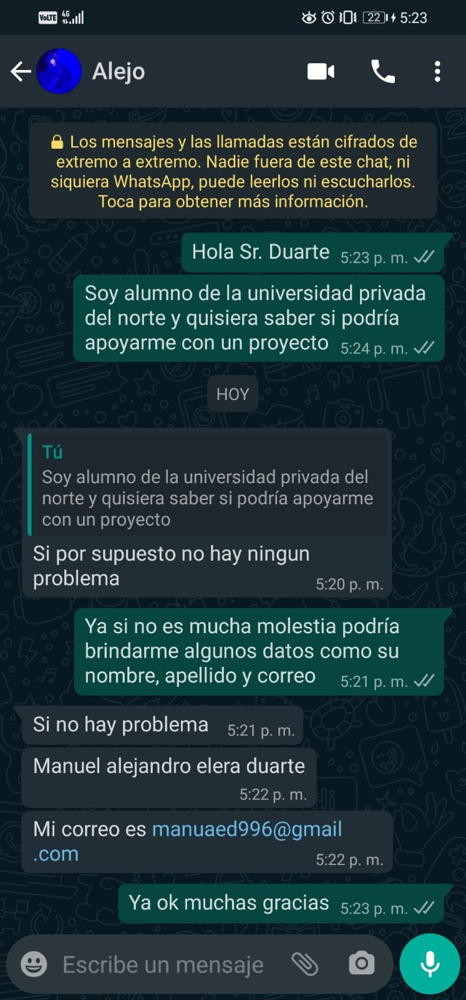 VoLTE 4G 22 5:23
Alejo
Los mensajes y las llamadas están cifrados de
extremo a extremo. Nadie fuera de este chat, ni
siquiera WhatsApp, puede leerlos ni escucharlos.
Toca para obtener más información.
Hola Sr. Duarte 5:23 p. m.
Soy alumno de la universidad privada
del norte y quisiera saber si podría
apoyarme con un proyecto 5:24 p. m.
HOY
Tú
Soy alumno de la universidad privada del
norte y quisiera saber si podría apoyarme
con un proyecto
Si por supuesto no hay ningun
problema 5:20 p. m.
Ya si no es mucha molestia podría
brindarme algunos datos como su
nombre, apellido y correo 5:21 p. m.
Si no hay problema 5:21 p. m.
Manuel alejandro elera duarte
5:22 p. m.
Mi correo es manuaed996@gmail
.com 5:22 p. m.
Ya ok muchas gracias 5:23 p. m.
Escribe un mensaje